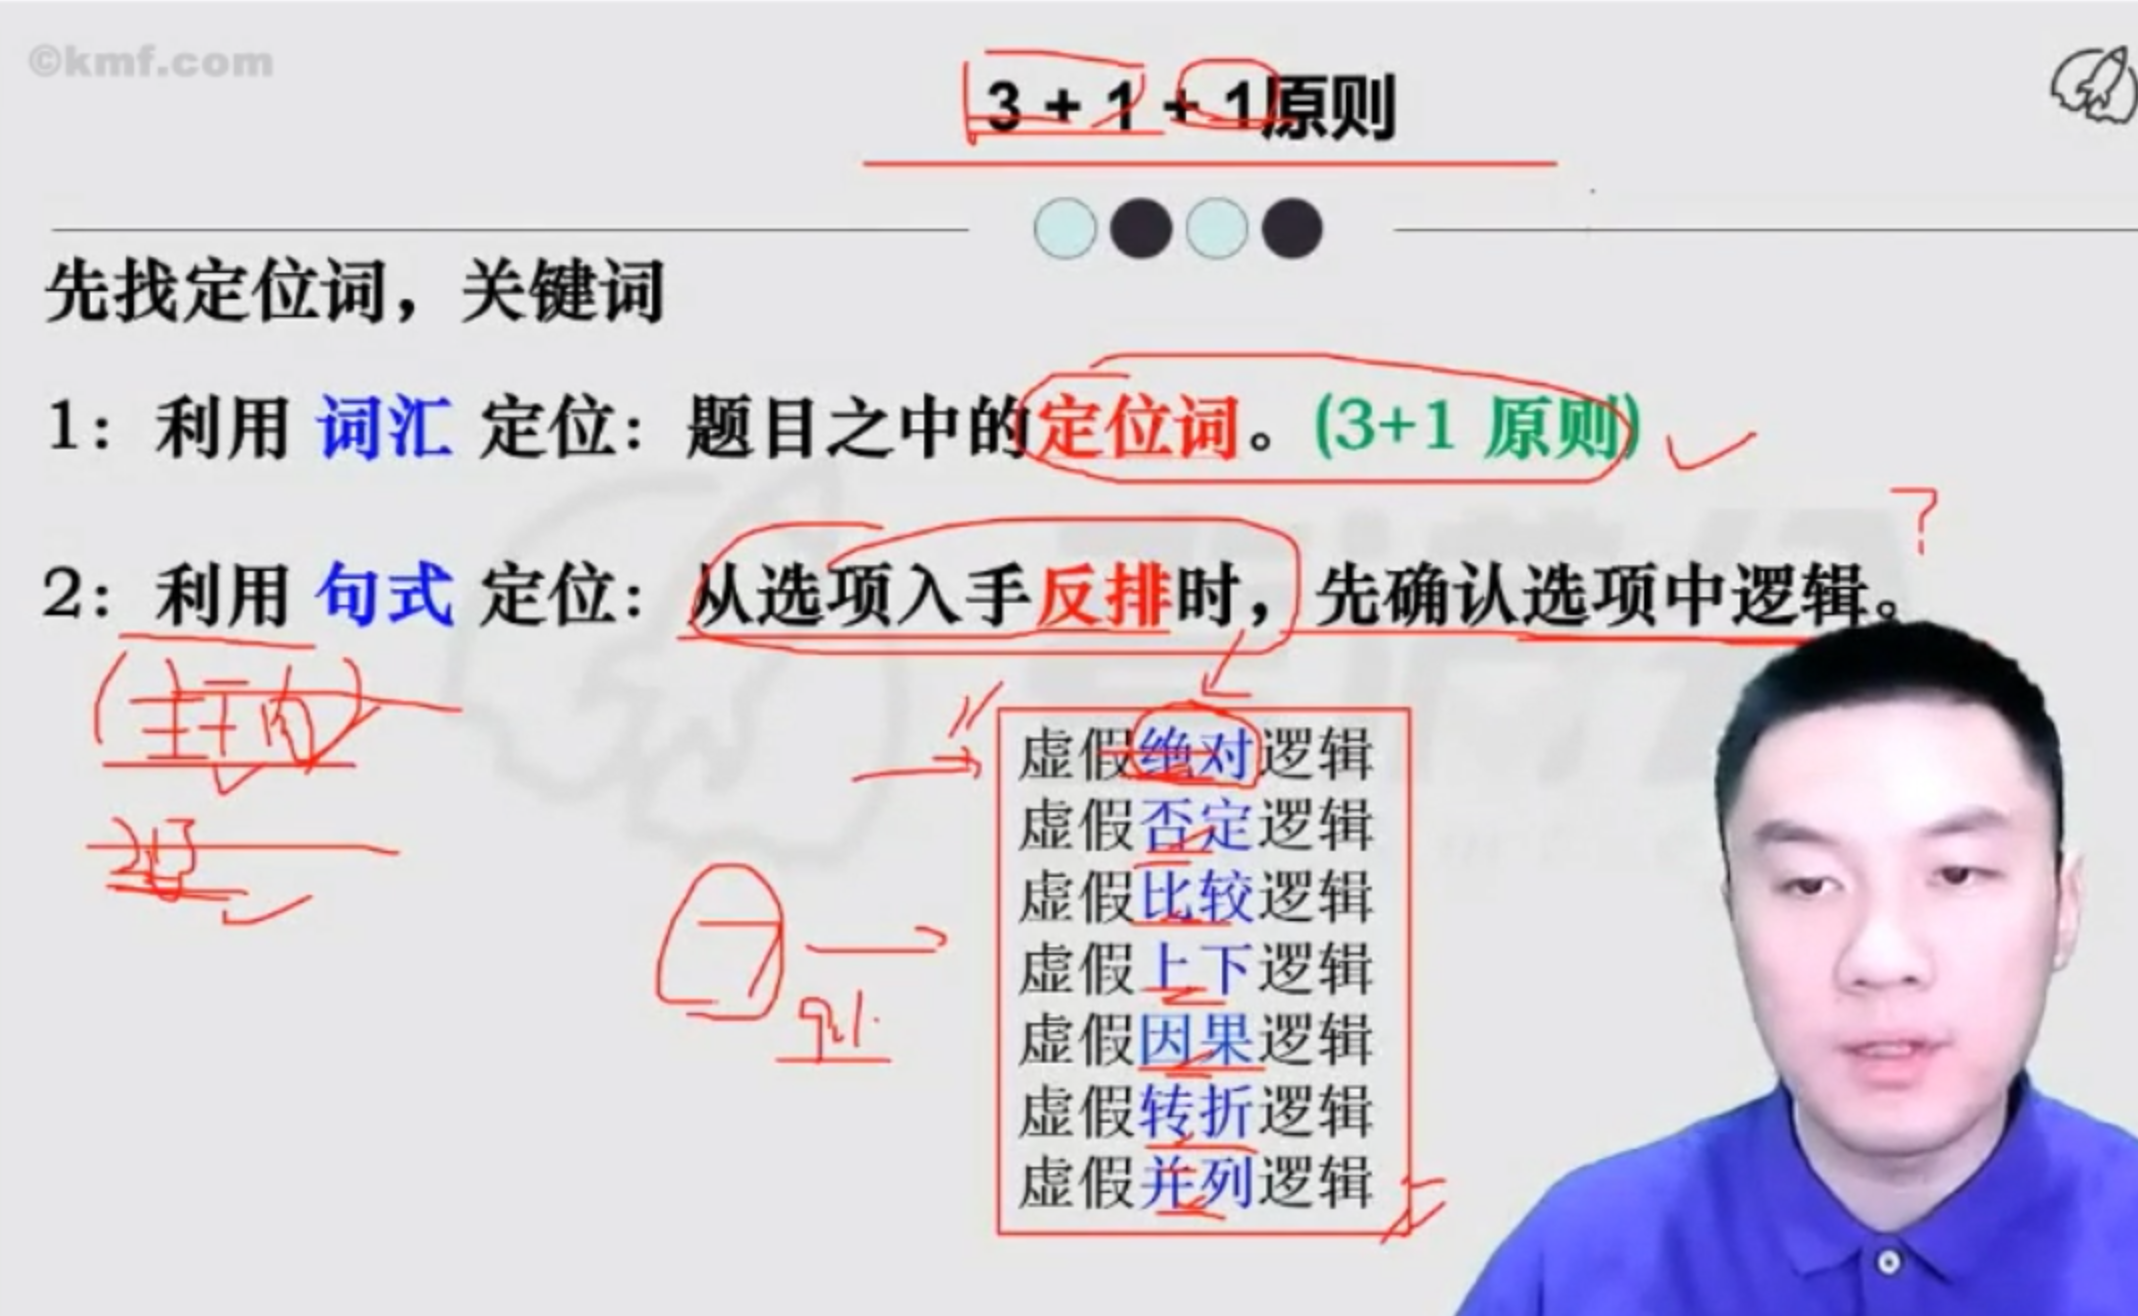 ©kmf.com
3 + 1 + 1原则
先找定位词，关键词
1：利用 词汇 定位：题目之中的定位词。(3+1 原则)
2：利用 句式 定位：从选项入手反排时，先确认选项中逻辑。
?
虚假绝对逻辑
虚假否定逻辑
虚假比较逻辑
虚假上下逻辑
虚假因果逻辑
虚假转折逻辑
虚假并列逻辑